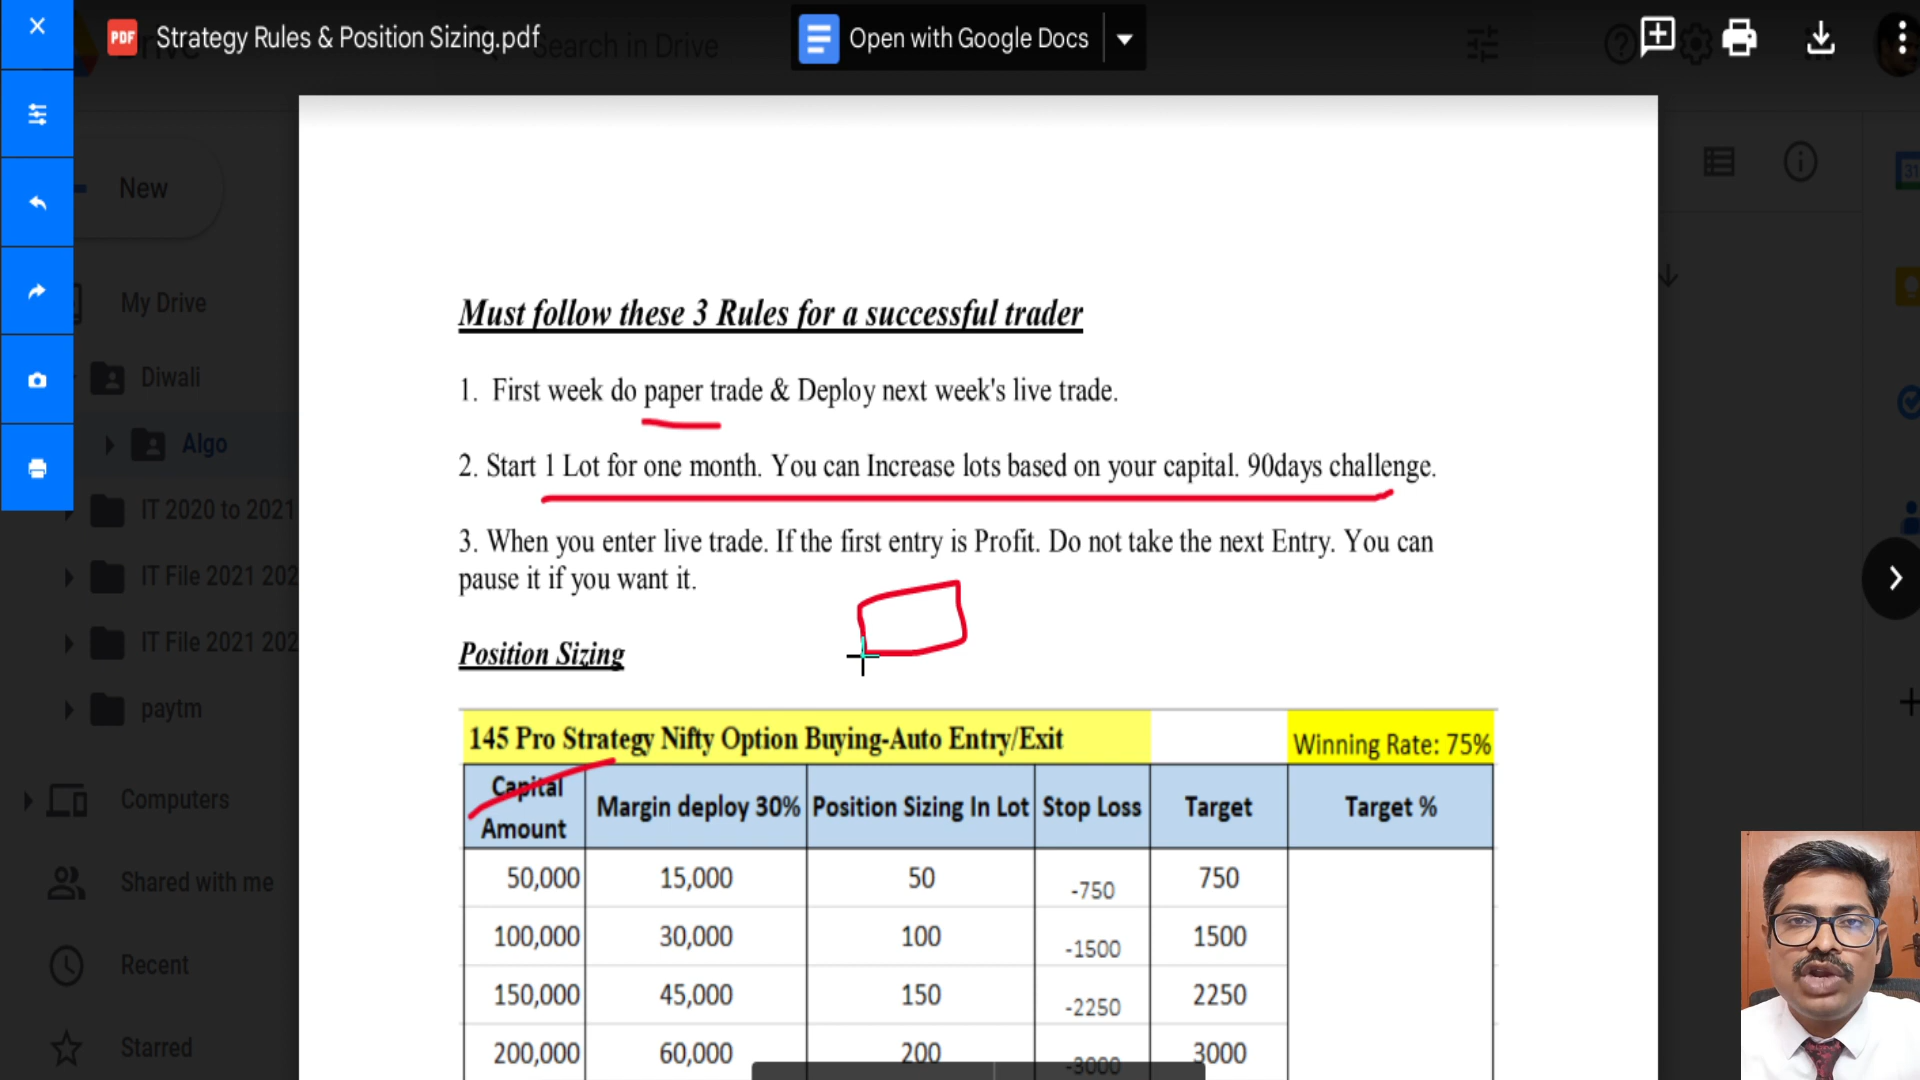 Strategy Rules & Position Sizing.pdf
Search in Drive
Open with Google Docs
New
My Drive
Diwali
Algo
IT 2020 to 2021
IT File 2021 202
IT File 2021 202
paytm
Computers
Shared with me
Recent
Starred
Must follow these 3 Rules for a successful trader
1. First week do paper trade & Deploy next week's live trade.
2. Start 1 Lot for one month. You can Increase lots based on your capital. 90days challenge.
3. When you enter live trade. If the first entry is Profit. Do not take the next Entry. You can
pause it if you want it.
Position Sizing
145 Pro Strategy Nifty Option Buying-Auto Entry/Exit Winning Rate: 75%
Capital Amount Margin deploy 30% Position Sizing In Lot Stop Loss Target Target %
50,000 15,000 50 -750 750
100,000 30,000 100 -1500 1500
150,000 45,000 150 -2250 2250
200,000 60,000 200 -3000 3000